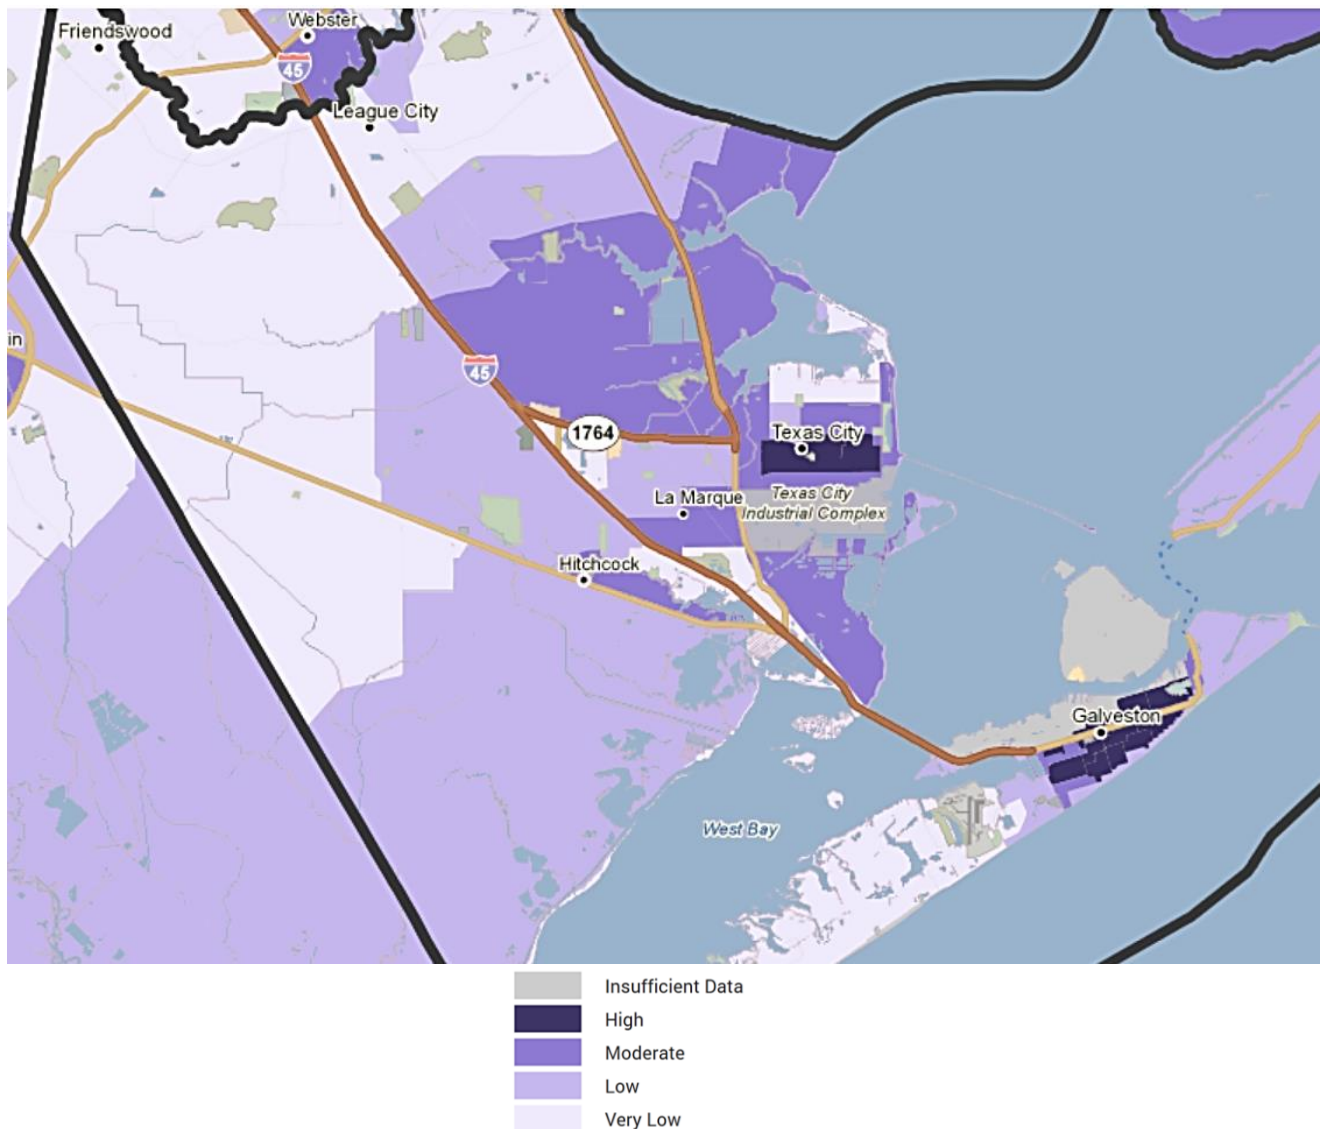 Friendswood
Webster
45
League City
in
45
1764
Texas City
La Marque
Texas City
Industrial Complex
Hitchcock
Galveston
West Bay
Insufficient Data
High
Moderate
Low
Very Low